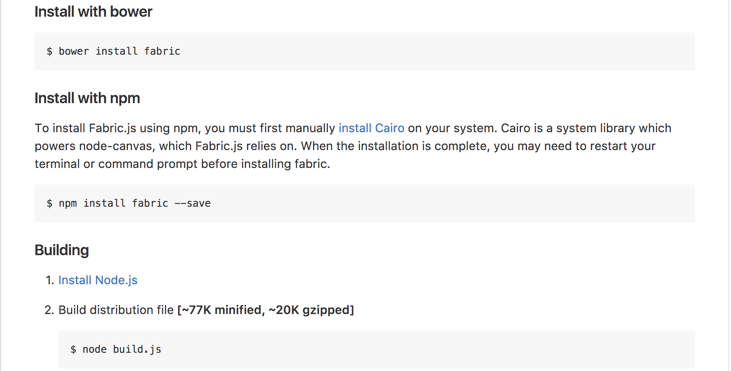 Install with bower
$ bower install fabric
Install with npm
To install Fabric.js using npm, you must first manually install Cairo on your system. Cairo is a system library which
powers node-canvas, which Fabric.js relies on. When the installation is complete, you may need to restart your
terminal or command prompt before installing fabric.
$ npm install fabric --save
Building
1. Install Node.js
2. Build distribution file [~77K minified, ~20K gzipped]
$ node build.js